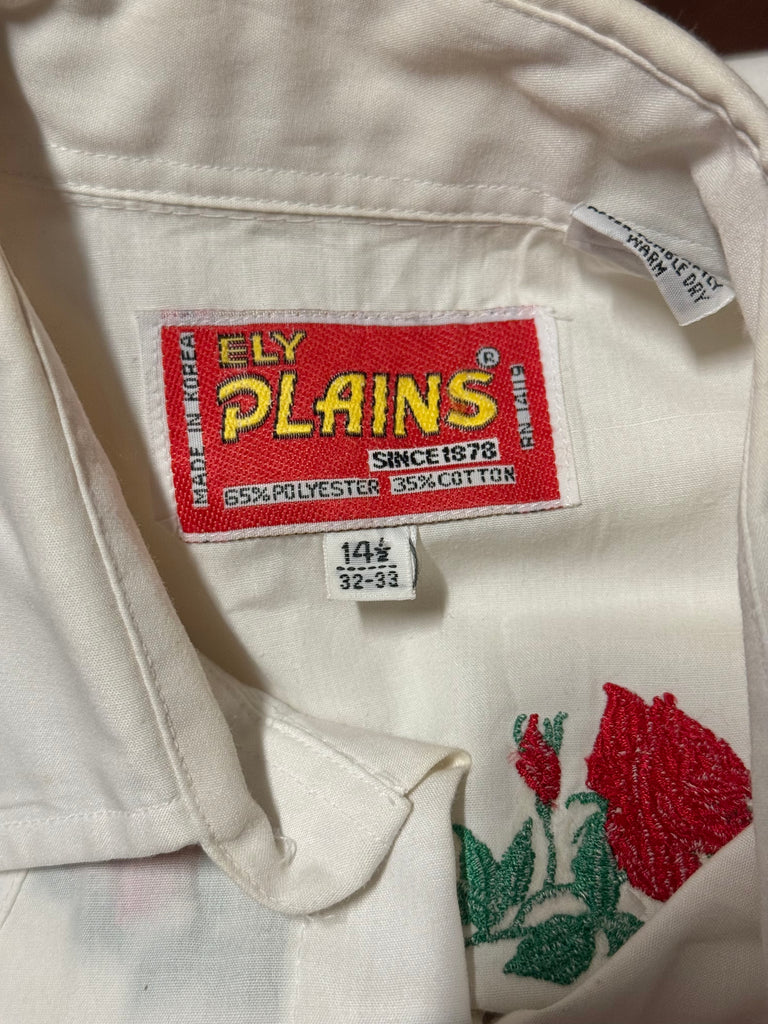 WARM
DRY
MADE IN KOREA
ELY
PLAINS®
RN 14119
SINCE 1878
65% POLYESTER 35% COTTON
14½
32-33